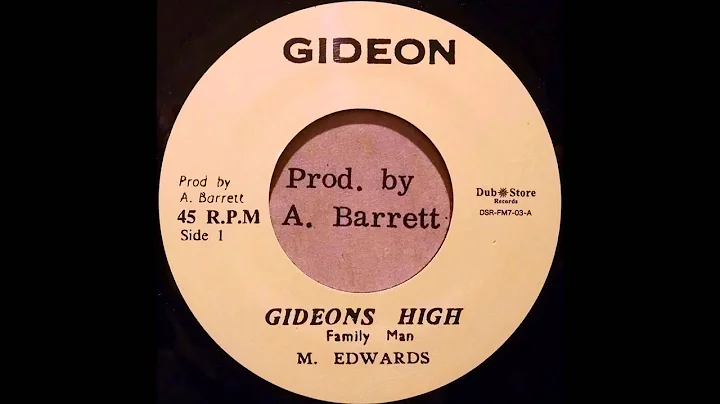 GIDEON
Prod by
A. Barrett
45 R.P.M
Side 1
Prod. by
A. Barrett
Dub Store
Records
DSR-FM7-03-A
GIDEONS HIGH
Family Man
M. EDWARDS